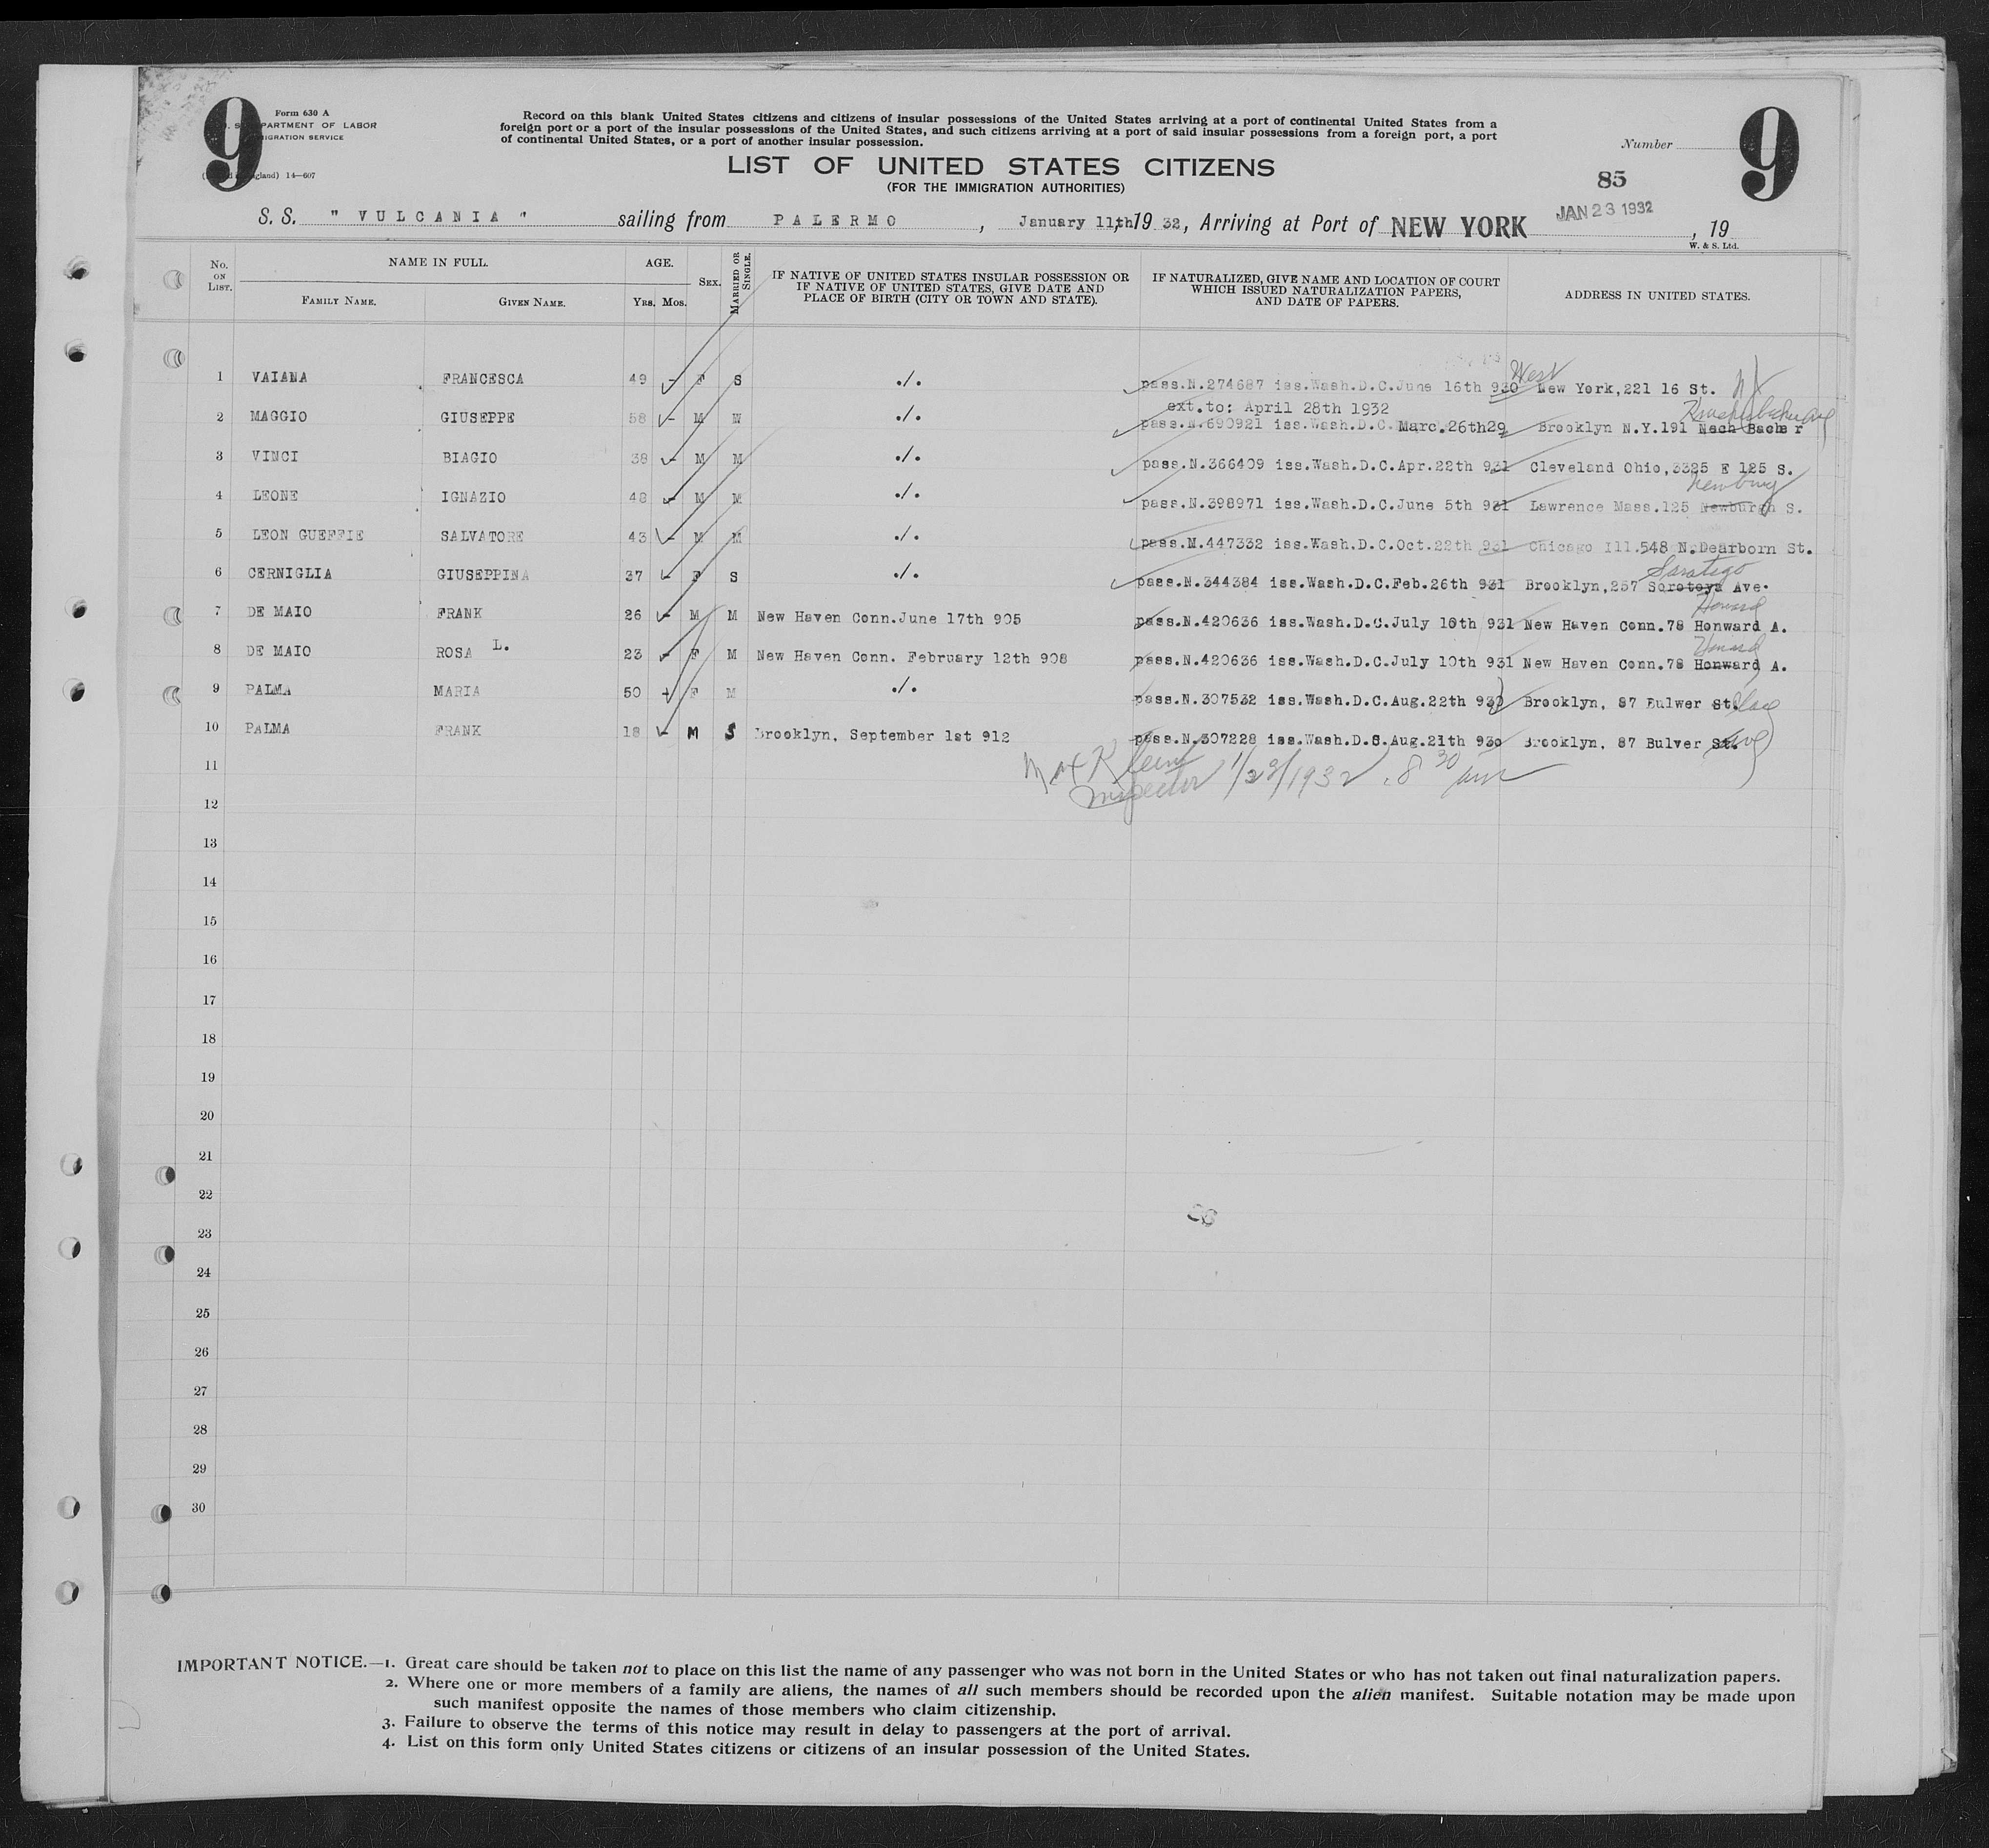 9
Form 630 A
PARTMENT OF LABOR
MIGRATION SERVICE
14—607
Record on this blank United States citizens and citizens of insular possessions of the United States arriving at a port of continental United States from a
foreign port or a port of the insular possessions of the United States, and such citizens arriving at a port of said insular possessions from a foreign port, a port
of continental United States, or a port of another insular possession.
Number
9
LIST OF UNITED STATES CITIZENS
(FOR THE IMMIGRATION AUTHORITIES)
85
S. S. " VULCANIA " sailing from PALERMO , January 11,th 19 32, Arriving at Port of NEW YORK JAN 23 1932 , 19
W. & S. Ltd.
No. ON LIST. NAME IN FULL. AGE. SEX. MARRIED OR SINGLE. IF NATIVE OF UNITED STATES INSULAR POSSESSION OR IF NATIVE OF UNITED STATES, GIVE DATE AND PLACE OF BIRTH (CITY OR TOWN AND STATE). IF NATURALIZED, GIVE NAME AND LOCATION OF COURT WHICH ISSUED NATURALIZATION PAPERS, AND DATE OF PAPERS. ADDRESS IN UNITED STATES.
FAMILY NAME. GIVEN NAME. YRS. MOS.
West
1 VAIANA FRANCESCA 49 - F S ./. pass.N.274687 iss.Wash.D.C.June 16th 930 New York,221 16 St.
ext.to: April 28th 1932
2 MAGGIO GIUSEPPE 58 - M M ./. pass.N.690921 iss.Wash.D.C.Marc.26th29 Brooklyn N.Y.191 Nach Bache r
3 VINCI BIAGIO 38 - M M ./. pass.N.366409 iss.Wash.D.C.Apr.22th 931 Cleveland Ohio,3325 E 125 S.
Newbury
4 LEONE IGNAZIO 48 - M M ./. pass.N.398971 iss.Wash.D.C.June 5th 931 Lawrence Mass.125 Newburgh S.
5 LEON GUEFFIE SALVATORE 43 - M M ./. pass.M.447332 iss.Wash.D.C.Oct.22th 931 Chicago Ill.548 N.Dearborn St.
Saratigo
6 CERNIGLIA GIUSEPPINA 37 - F S ./. pass.N.344384 iss.Wash.D.C.Feb.26th 931 Brooklyn,257 Sorotoya Ave.
Howard
7 DE MAIO FRANK 26 - M M New Haven Conn.June 17th 905 pass.N.420636 iss.Wash.D.C.July 10th 931 New Haven Conn.78 Honward A.
Howard
8 DE MAIO ROSA L. 23 - F M New Haven Conn. February 12th 908 pass.N.420636 iss.Wash.D.C.July 10th 931 New Haven Conn.78 Honward A.
9 PALMA MARIA 50 F M ./. pass.N.307532 iss.Wash.D.C.Aug.22th 930 Brooklyn, 87 Bulwer St.
10 PALMA FRANK 18 - M S Brooklyn, September 1st 912 pass.N.307228 iss.Wash.D.C.Aug.21th 930 Brooklyn, 87 Bulver St.
Max Klein
Inspector 1/23/1932 8 30 am
11
12
13
14
15
16
17
18
19
20
21
22
23
24
25
26
27
28
29
30
IMPORTANT NOTICE.—1. Great care should be taken not to place on this list the name of any passenger who was not born in the United States or who has not taken out final naturalization papers.
2. Where one or more members of a family are aliens, the names of all such members should be recorded upon the alien manifest. Suitable notation may be made upon
such manifest opposite the names of those members who claim citizenship.
3. Failure to observe the terms of this notice may result in delay to passengers at the port of arrival.
4. List on this form only United States citizens or citizens of an insular possession of the United States.